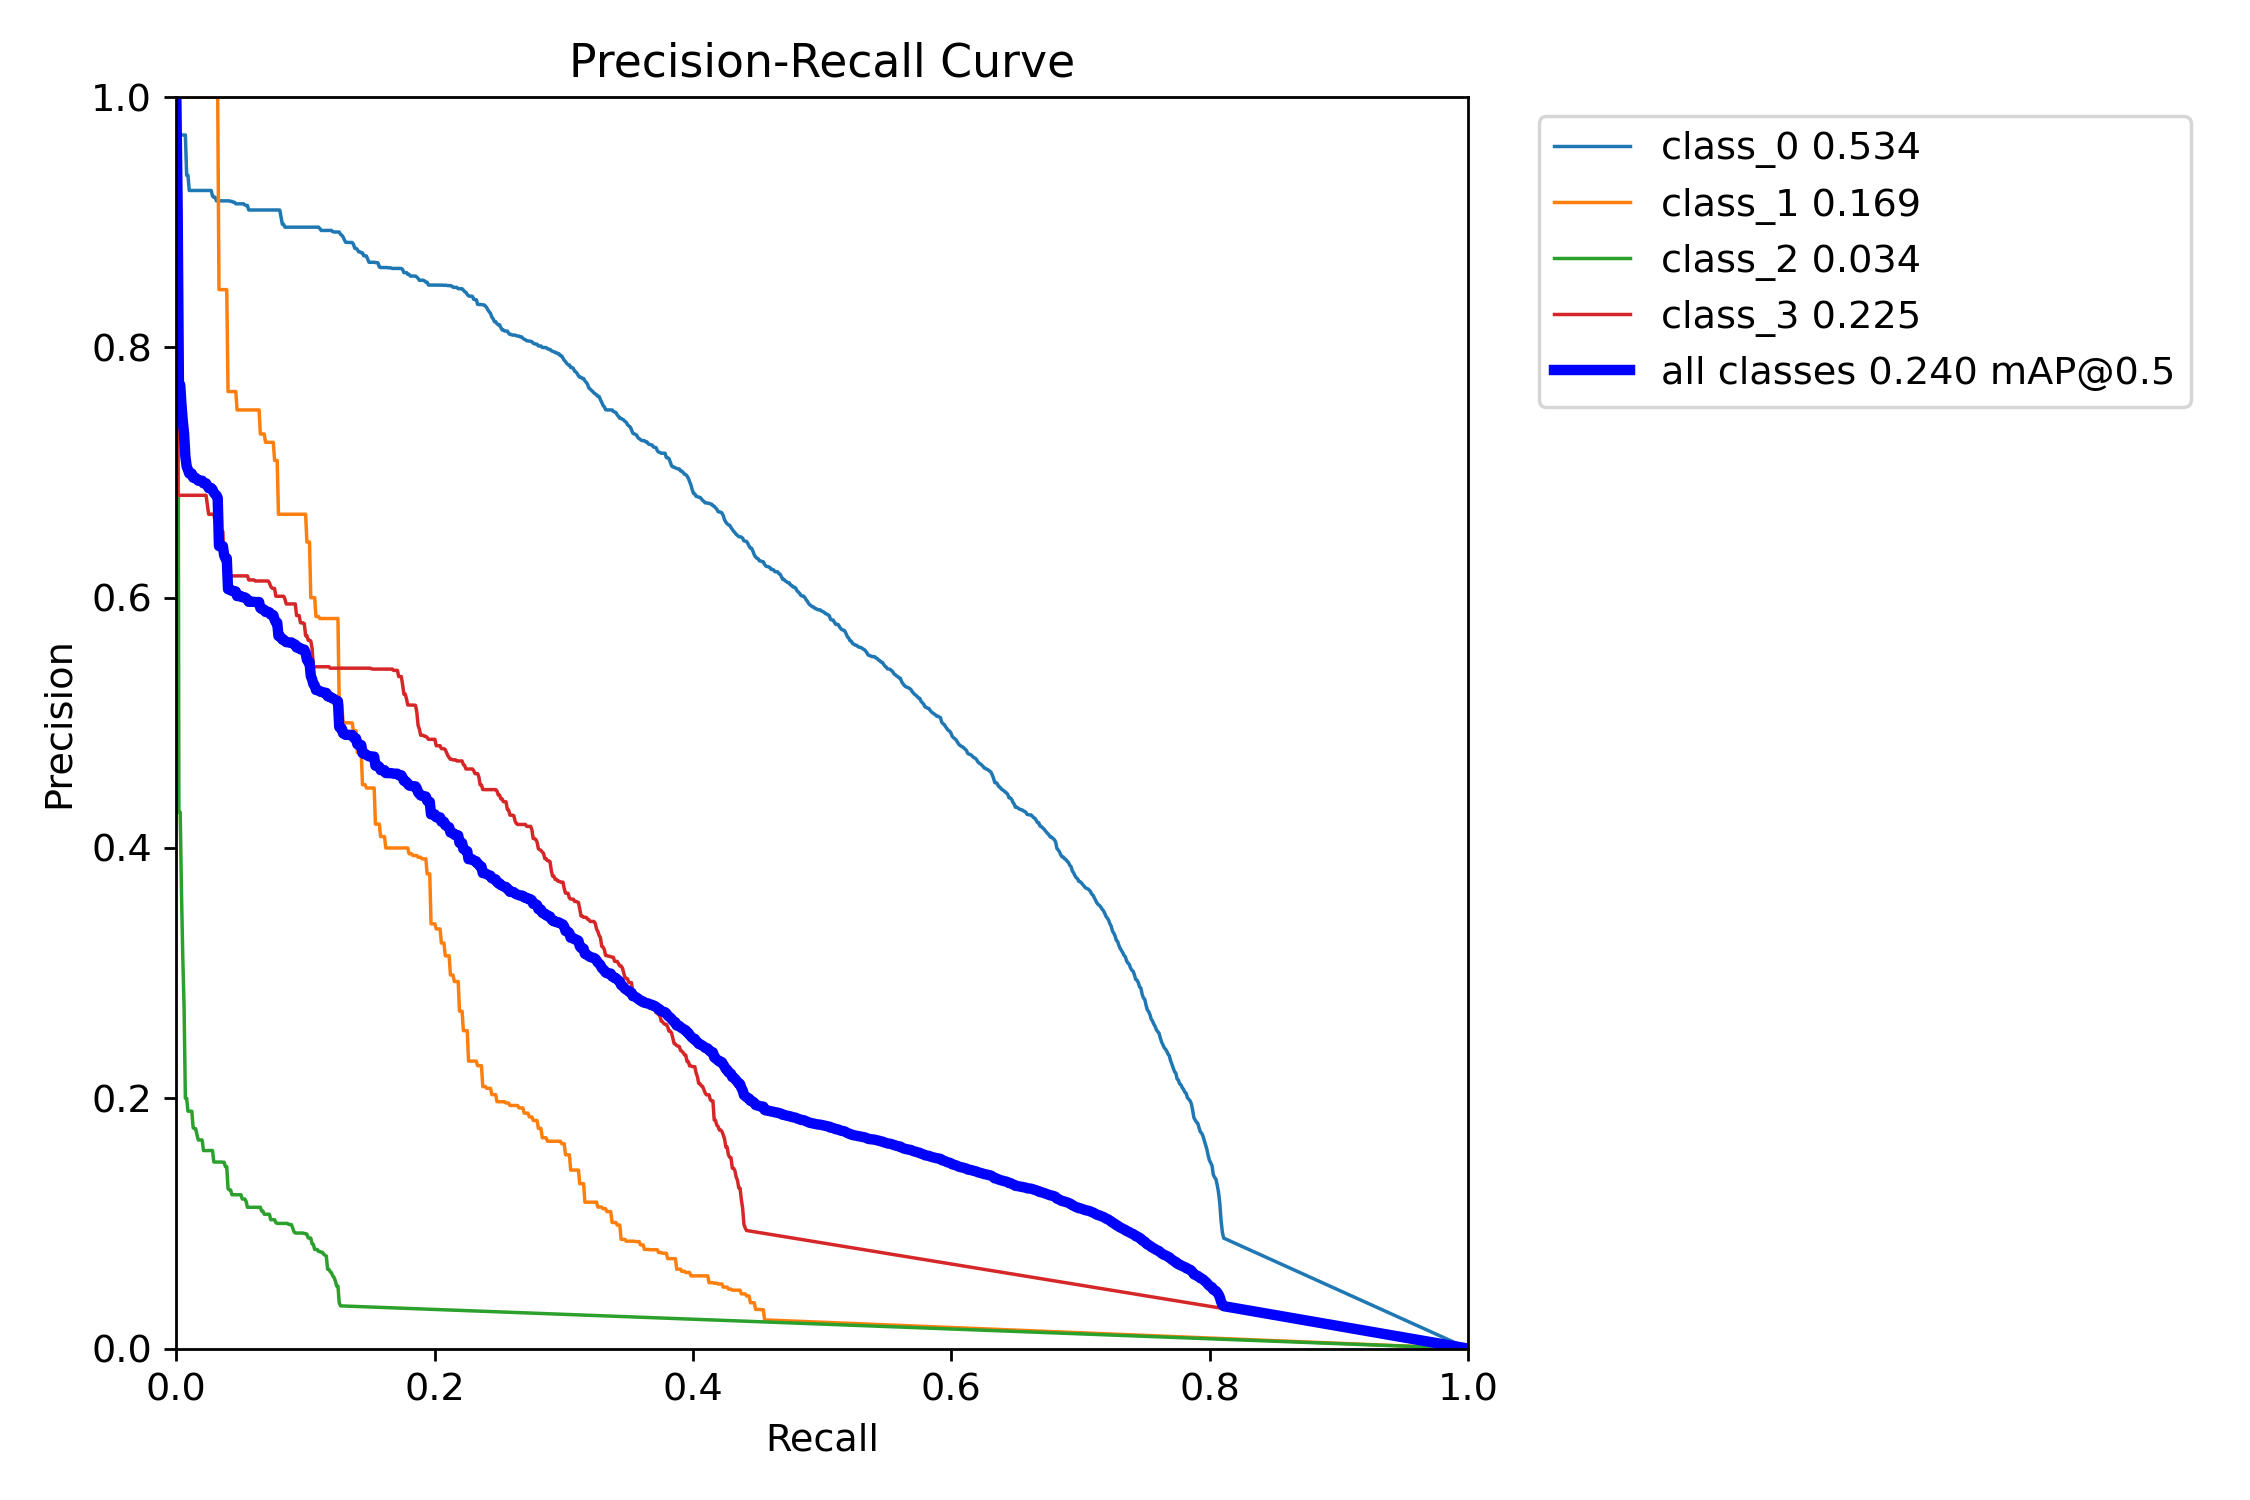 Precision-Recall Curve
1.0
0.8
0.6
0.4
0.2
0.0
Precision
0.0 0.2 0.4 0.6 0.8 1.0
Recall
class_0 0.534
class_1 0.169
class_2 0.034
class_3 0.225
all classes 0.240 mAP@0.5